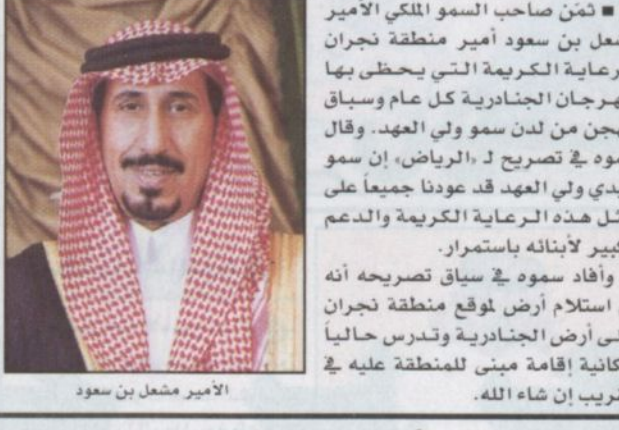 ■ ثمّن صاحب السمو الملكي الأمير
شعل بن سعود أمير منطقة نجران
رعاية الكريمة التي يحظى بها
هرجان الجنادرية كل عام وسباق
هجن من لدن سمو ولي العهد. وقال
موه في تصريح لـ «الرياض» إن سمو
يدي ولي العهد قد عودنا جميعاً على
ثل هذه الرعاية الكريمة والدعم
كبير لأبنائه باستمرار.
وأفاد سموه في سياق تصريحه أنه
استلام أرض لموقع منطقة نجران
لى أرض الجنادرية وتدرس حالياً
كانية إقامة مبنى للمنطقة عليه في
قريب إن شاء الله.
الأمير مشعل بن سعود